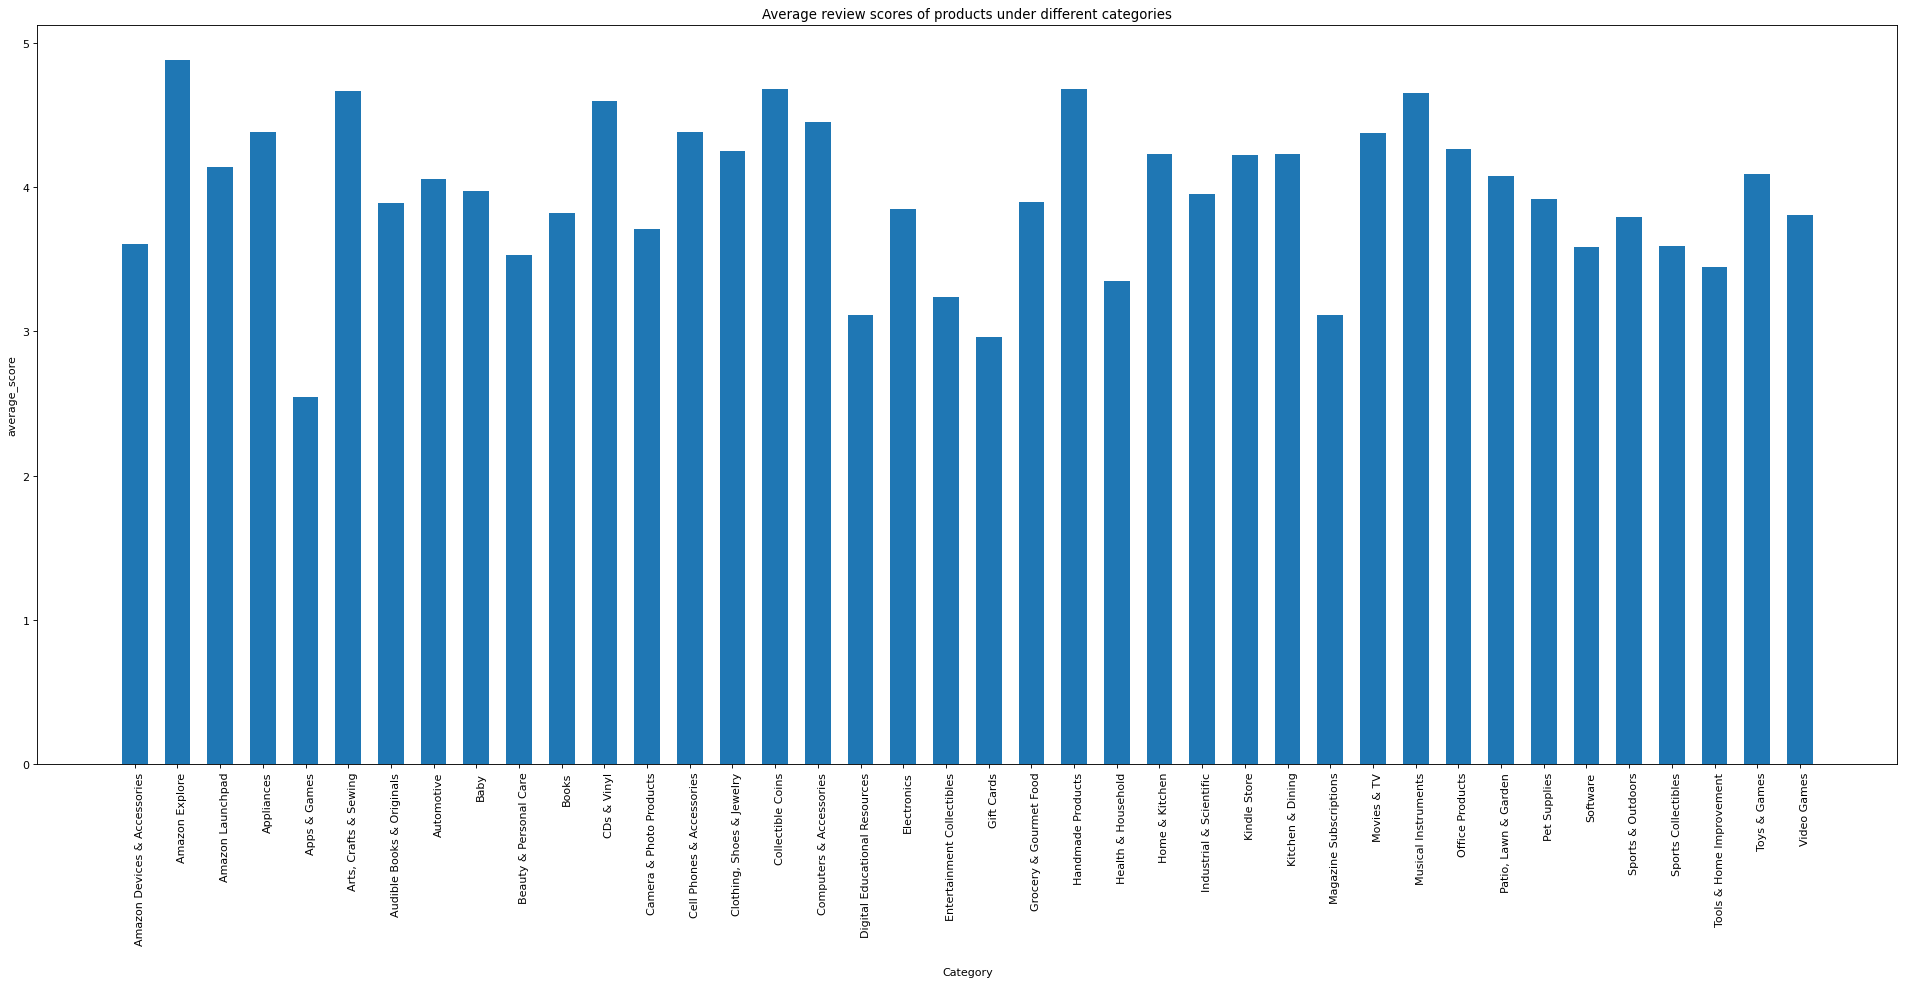 Average review scores of products under different categories
5
4
3
2
1
0
average_score
Amazon Devices & Accessories
Amazon Explore
Amazon Launchpad
Appliances
Apps & Games
Arts, Crafts & Sewing
Audible Books & Originals
Automotive
Baby
Beauty & Personal Care
Books
CDs & Vinyl
Camera & Photo Products
Cell Phones & Accessories
Clothing, Shoes & Jewelry
Collectible Coins
Computers & Accessories
Digital Educational Resources
Electronics
Entertainment Collectibles
Gift Cards
Grocery & Gourmet Food
Handmade Products
Health & Household
Home & Kitchen
Industrial & Scientific
Kindle Store
Kitchen & Dining
Magazine Subscriptions
Movies & TV
Musical Instruments
Office Products
Patio, Lawn & Garden
Pet Supplies
Software
Sports & Outdoors
Sports Collectibles
Tools & Home Improvement
Toys & Games
Video Games
Category